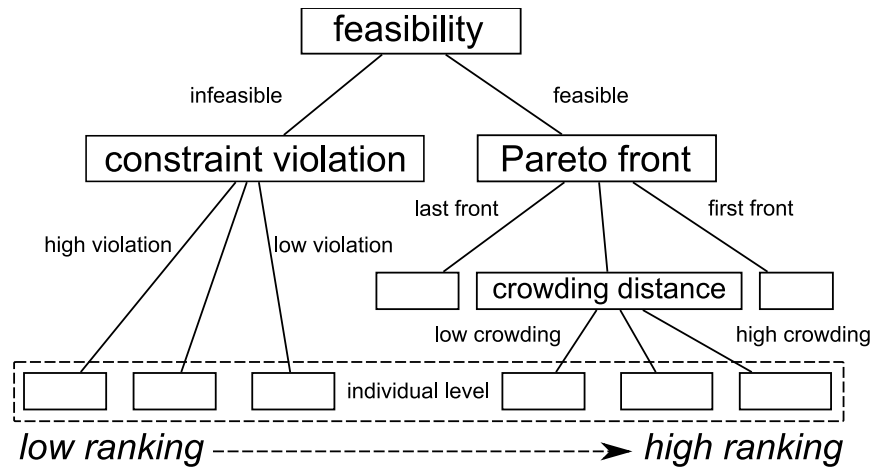 feasibility
infeasible
feasible
constraint violation
Pareto front
last front
first front
high violation
low violation
crowding distance
low crowding
high crowding
individual level
low ranking
high ranking